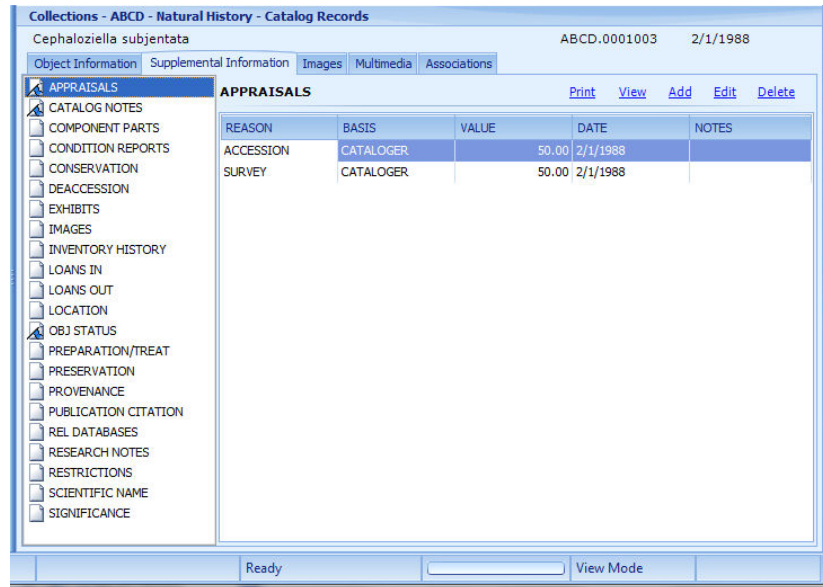 Collections - ABCD - Natural History - Catalog Records
Cephaloziella subjentata ABCD.0001003 2/1/1988
Object Information Supplemental Information Images Multimedia Associations
APPRAISALS
CATALOG NOTES
COMPONENT PARTS
CONDITION REPORTS
CONSERVATION
DEACCESSION
EXHIBITS
IMAGES
INVENTORY HISTORY
LOANS IN
LOANS OUT
LOCATION
OBJ STATUS
PREPARATION/TREAT
PRESERVATION
PROVENANCE
PUBLICATION CITATION
REL DATABASES
RESEARCH NOTES
RESTRICTIONS
SCIENTIFIC NAME
SIGNIFICANCE
APPRAISALS Print View Add Edit Delete
REASON BASIS VALUE DATE NOTES
ACCESSION CATALOGER 50.00 2/1/1988
SURVEY CATALOGER 50.00 2/1/1988
Ready View Mode